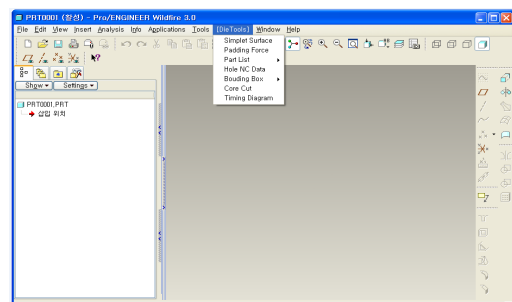 PRT0001 (활성) - Pro/ENGINEER Wildfire 3.0
File Edit View Insert Analysis Info Applications Tools [DieTools] Window Help
Simplet Surface
Padding Force
Part List
Hole NC Data
Bouding Box
Core Cut
Timing Diagram
Show Settings
PRT0001.PRT
삽입 위치